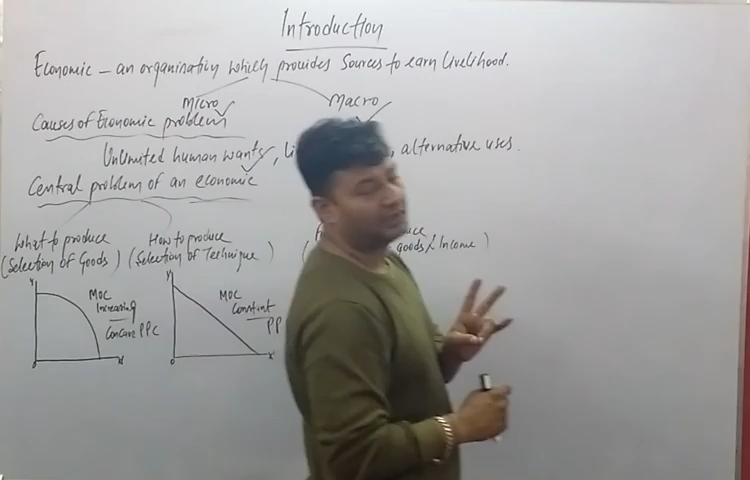 Introduction
Economic – an organisation which provides Sources to earn Livelihood.
Micro Macro
Causes of Economic problem
Unlimited human wants, , alternative uses.
Central problem of an economic
What to produce How to produce
(Selection of Goods) (Selection of Technique) ( goods & Income)
Y MOC Increasing Concave PPC O X
Y MOC Constant PP O X